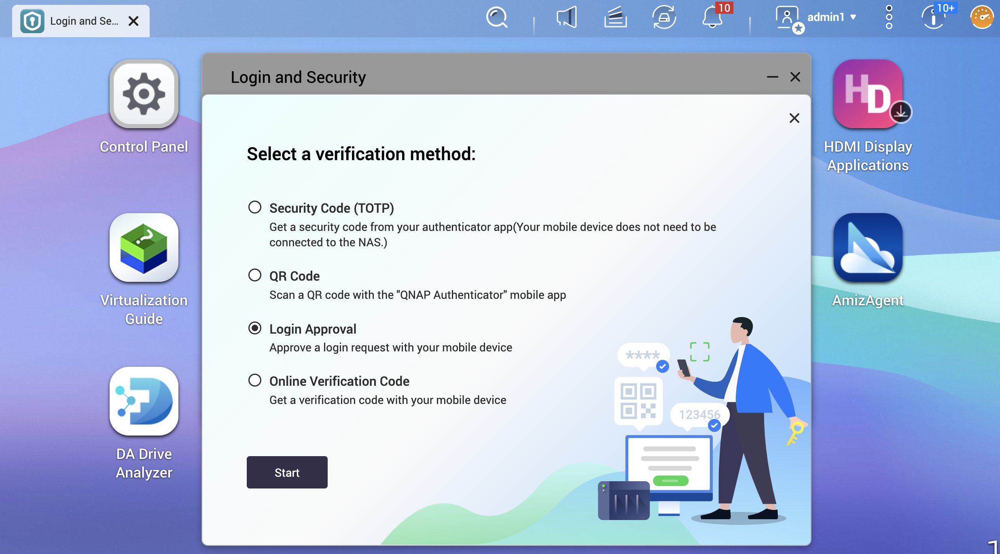 Login and Se...
10
admin1
10+
Login and Security
Control Panel
HD
HDMI Display
Applications
Select a verification method:
Security Code (TOTP)
Get a security code from your authenticator app(Your mobile device does not need to be
connected to the NAS.)
QR Code
Scan a QR code with the "QNAP Authenticator" mobile app
Virtualization
Guide
AmizAgent
Login Approval
Approve a login request with your mobile device
****
Online Verification Code
Get a verification code with your mobile device
123456
DA Drive
Analyzer
Start
1